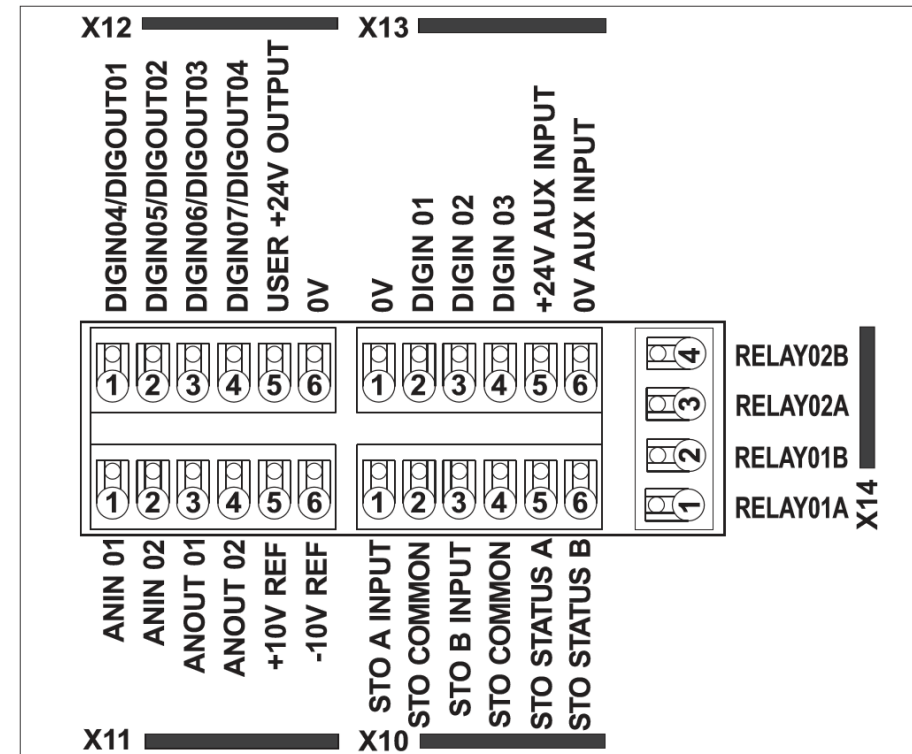 X12
X13
DIGIN04/DIGOUT01
DIGIN05/DIGOUT02
DIGIN06/DIGOUT03
DIGIN07/DIGOUT04
USER +24V OUTPUT
0V
0V
DIGIN 01
DIGIN 02
DIGIN 03
+24V AUX INPUT
0V AUX INPUT
1 2 3 4 5 6
1 2 3 4 5 6
4 RELAY02B
3 RELAY02A
2 RELAY01B
1 RELAY01A
X14
1 2 3 4 5 6
1 2 3 4 5 6
ANIN 01
ANIN 02
ANOUT 01
ANOUT 02
+10V REF
-10V REF
STO A INPUT
STO COMMON
STO B INPUT
STO COMMON
STO STATUS A
STO STATUS B
X11
X10